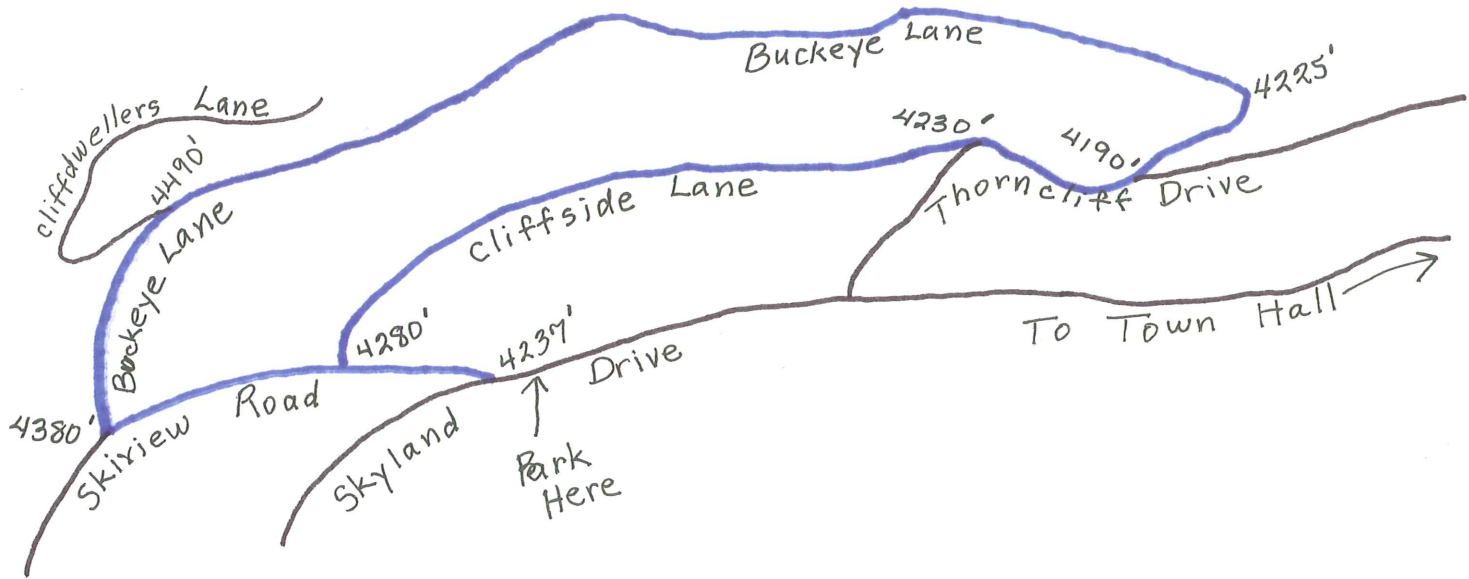 Buckeye Lane
4225'
Cliffdwellers Lane
4490'
4230'
4190'
Thorncliff Drive
Cliffside Lane
Buckeye Lane
4280'
4237'
Skyland Drive
To Town Hall
Skiview Road
4380'
Park
Here